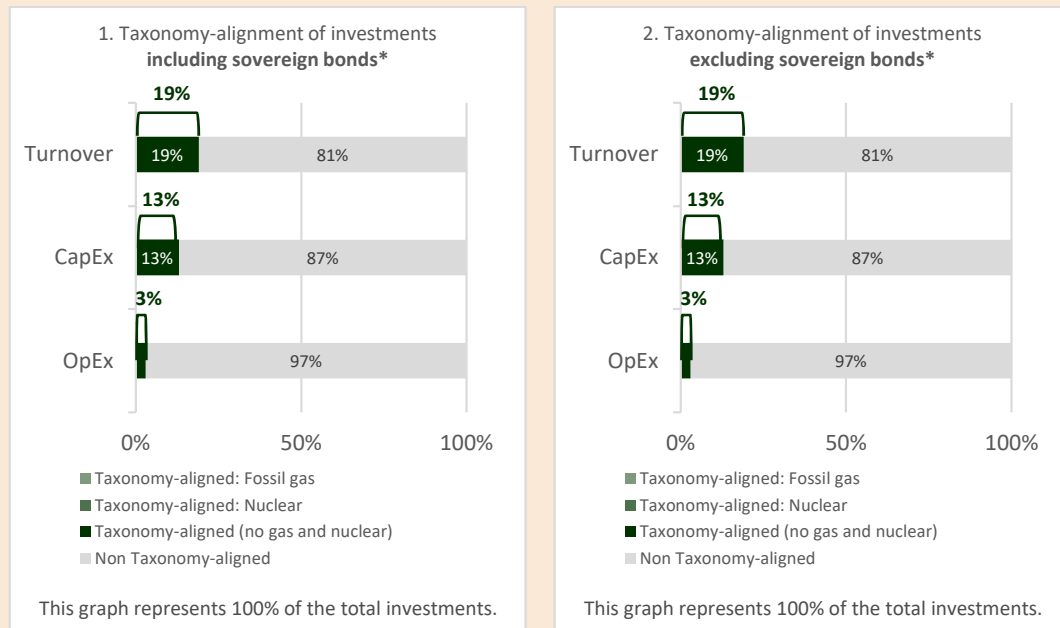 1. Taxonomy-alignment of investments
including sovereign bonds*
19%
Turnover
19%
81%
13%
CapEx
13%
87%
3%
OpEx
97%
0%
50%
100%
Taxonomy-aligned: Fossil gas
Taxonomy-aligned: Nuclear
Taxonomy-aligned (no gas and nuclear)
Non Taxonomy-aligned
This graph represents 100% of the total investments.
2. Taxonomy-alignment of investments
excluding sovereign bonds*
19%
Turnover
19%
81%
13%
CapEx
13%
87%
3%
OpEx
97%
0%
50%
100%
Taxonomy-aligned: Fossil gas
Taxonomy-aligned: Nuclear
Taxonomy-aligned (no gas and nuclear)
Non Taxonomy-aligned
This graph represents 100% of the total investments.